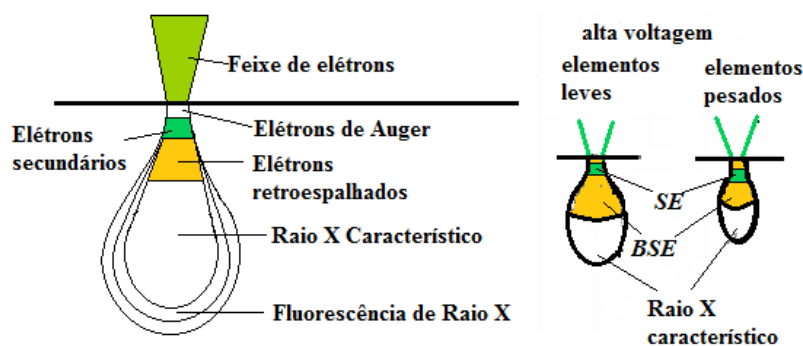 Feixe de elétrons
Elétrons
secundários
Elétrons de Auger
Elétrons
retroespalhados
Raio X Característico
Fluorescência de Raio X
alta voltagem
elementos
leves
elementos
pesados
SE
BSE
Raio X
característico